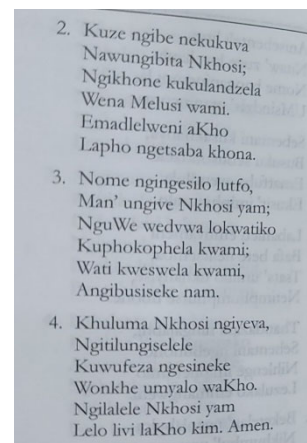 2. Kuze ngibe nekukuva
Nawungibita Nkhosi;
Ngikhone kukulandzela
Wena Melusi wami.
Emadlelweni aKho
Lapho ngetsaba khona.
3. Nome ngingesilo lutfo,
Man' ungive Nkhosi yam;
NguWe wedvwa lokwatiko
Kuphokophela kwami;
Wati kweswela kwami,
Angibusiseke nam.
4. Khuluma Nkhosi ngiyeva,
Ngitilungiselele
Kuwufeza ngesineke
Wonkhe umyalo waKho.
Ngilalele Nkhosi yam
Lelo livi laKho kim. Amen.